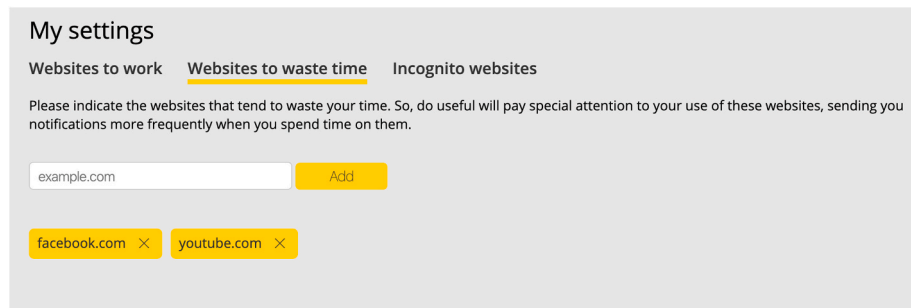 My settings
Websites to work Websites to waste time Incognito websites
Please indicate the websites that tend to waste your time. So, do useful will pay special attention to your use of these websites, sending you
notifications more frequently when you spend time on them.
example.com Add
facebook.com × youtube.com ×